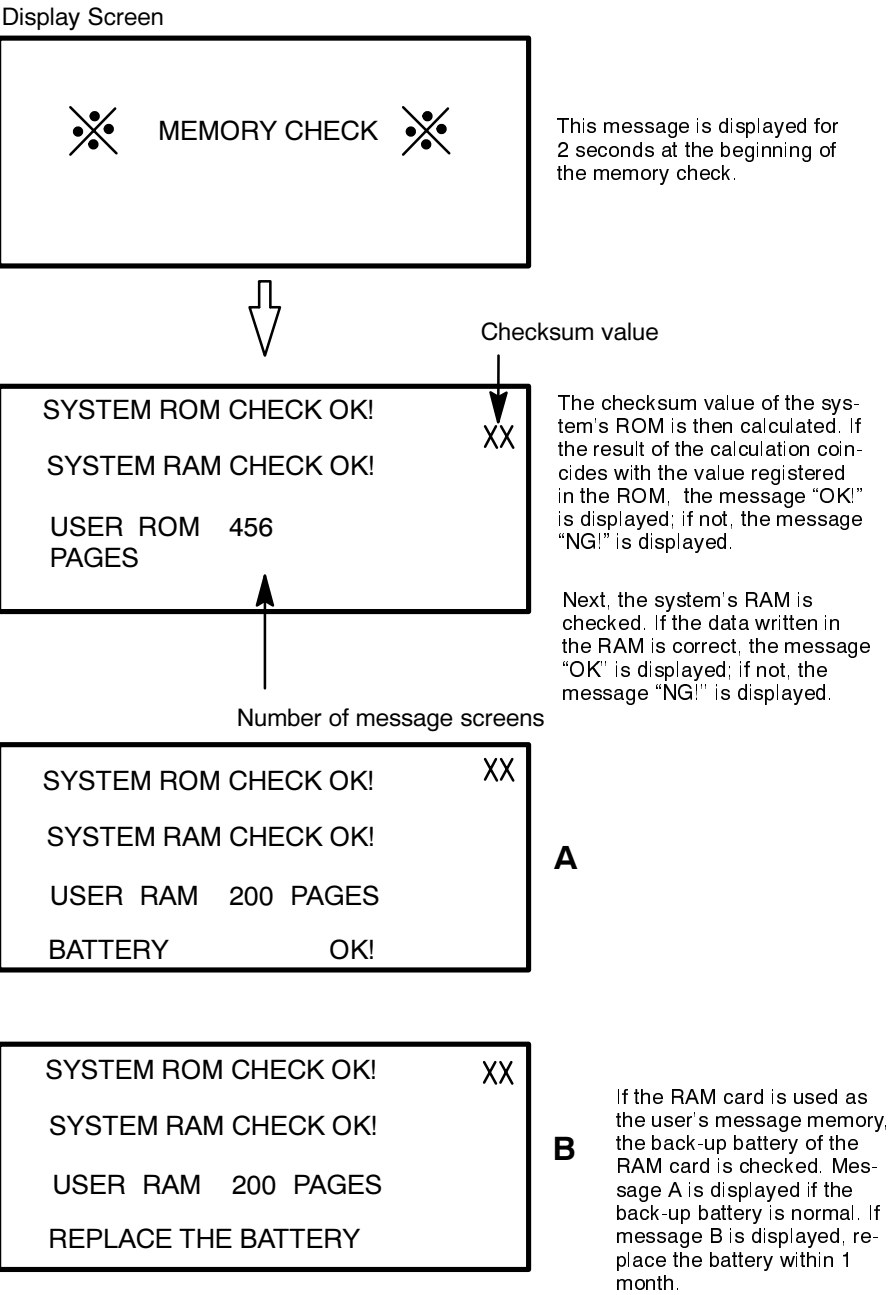 Display Screen
※ MEMORY CHECK ※
This message is displayed for
2 seconds at the beginning of
the memory check.
Checksum value
SYSTEM ROM CHECK OK!
XX
SYSTEM RAM CHECK OK!
USER ROM 456
PAGES
The checksum value of the sys-
tem's ROM is then calculated. If
the result of the calculation coin-
cides with the value registered
in the ROM, the message “OK!”
is displayed; if not, the message
“NG!” is displayed.
Next, the system's RAM is
checked. If the data written in
the RAM is correct, the message
“OK” is displayed; if not, the
message “NG!” is displayed.
Number of message screens
SYSTEM ROM CHECK OK! XX
SYSTEM RAM CHECK OK!
USER RAM 200 PAGES
BATTERY OK!
A
SYSTEM ROM CHECK OK! XX
SYSTEM RAM CHECK OK!
USER RAM 200 PAGES
REPLACE THE BATTERY
B
If the RAM card is used as
the user's message memory,
the back-up battery of the
RAM card is checked. Mes-
sage A is displayed if the
back-up battery is normal. If
message B is displayed, re-
place the battery within 1
month.